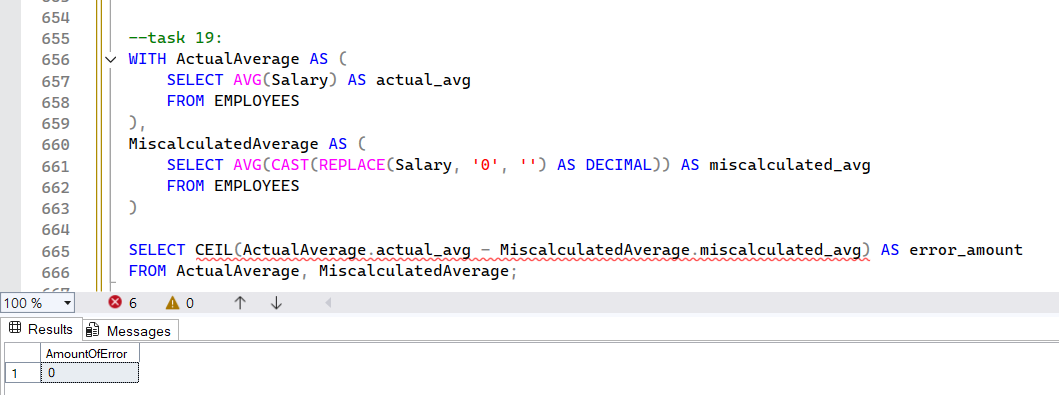 654
655 --task 19:
656 WITH ActualAverage AS (
657 SELECT AVG(Salary) AS actual_avg
658 FROM EMPLOYEES
659 ),
660 MiscalculatedAverage AS (
661 SELECT AVG(CAST(REPLACE(Salary, '0', '') AS DECIMAL)) AS miscalculated_avg
662 FROM EMPLOYEES
663 )
664
665 SELECT CEIL(ActualAverage.actual_avg - MiscalculatedAverage.miscalculated_avg) AS error_amount
666 FROM ActualAverage, MiscalculatedAverage;
100 % 6 0
Results Messages
AmountOfError
1 0